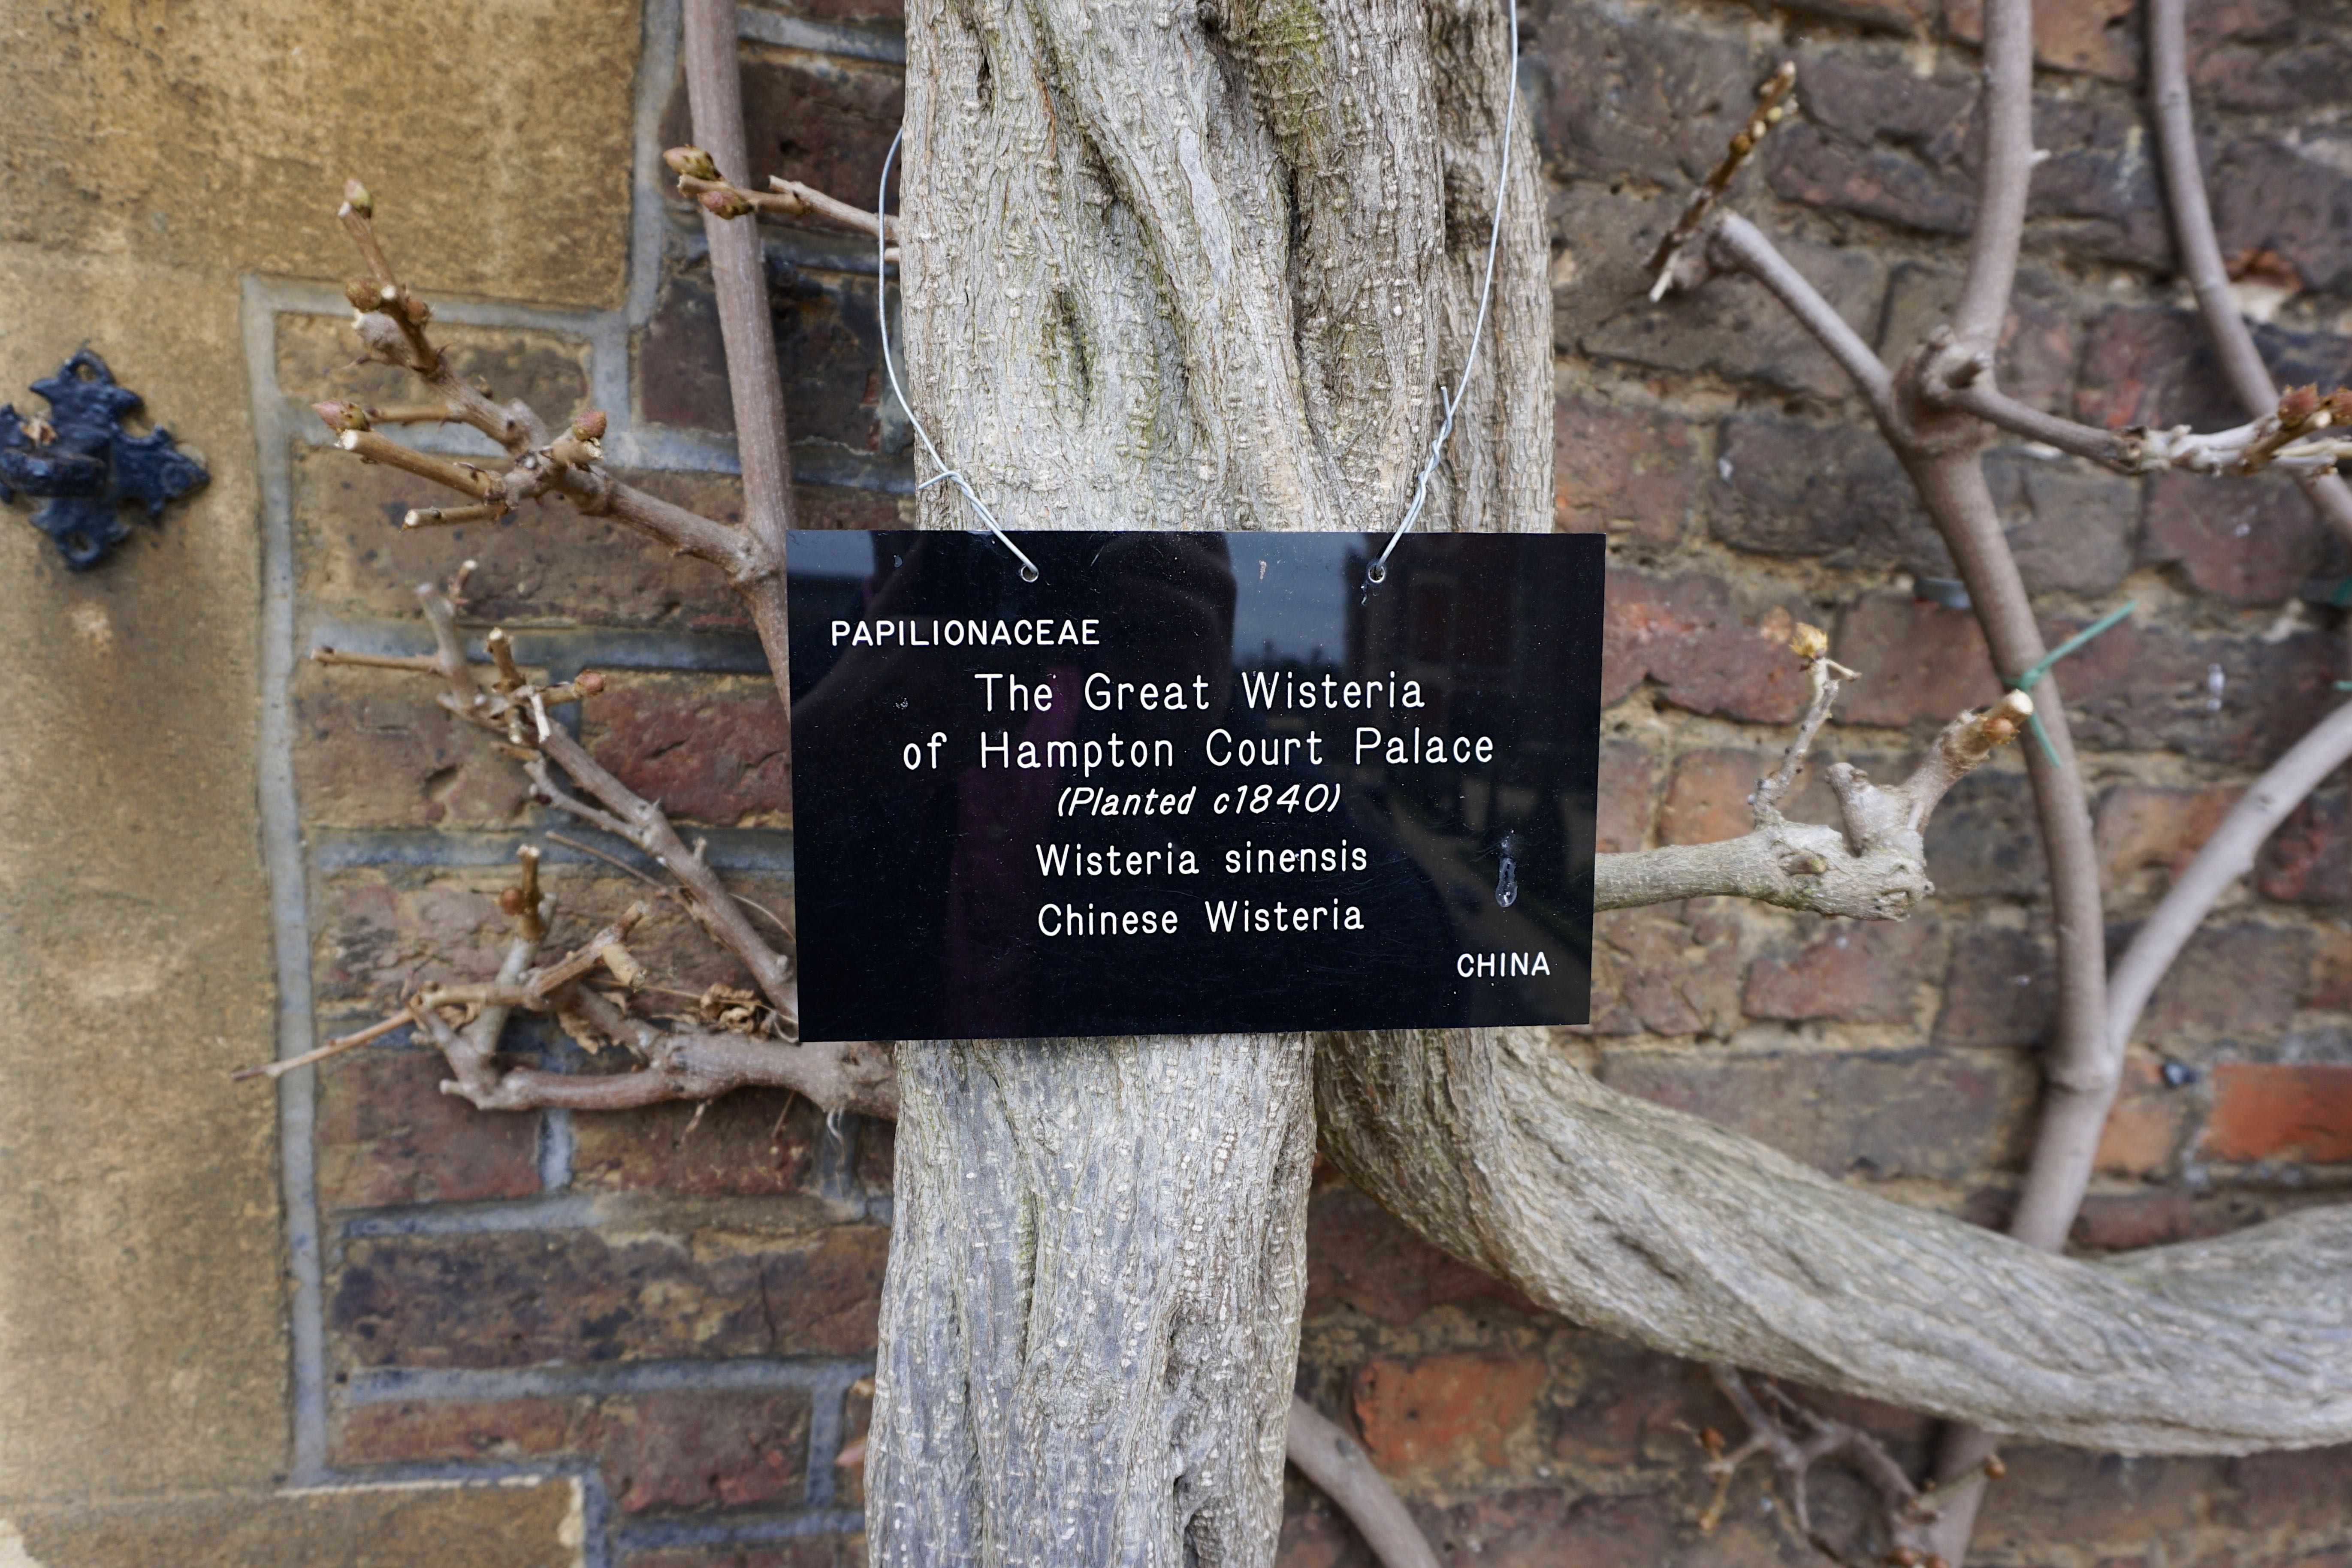 PAPILIONACEAE
The Great Wisteria
of Hampton Court Palace
(Planted c1840)
Wisteria sinensis
Chinese Wisteria
CHINA